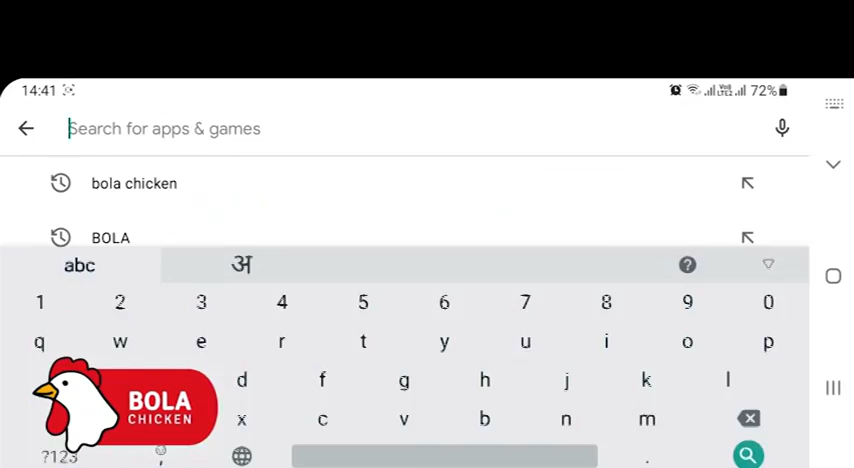 14:41 72%
Search for apps & games
bola chicken
BOLA
abc अ ?
1 2 3 4 5 6 7 8 9 0
q w e r t y u i o p
d f g h j k l
BOLA
CHICKEN
x c v b n m
?123 , .